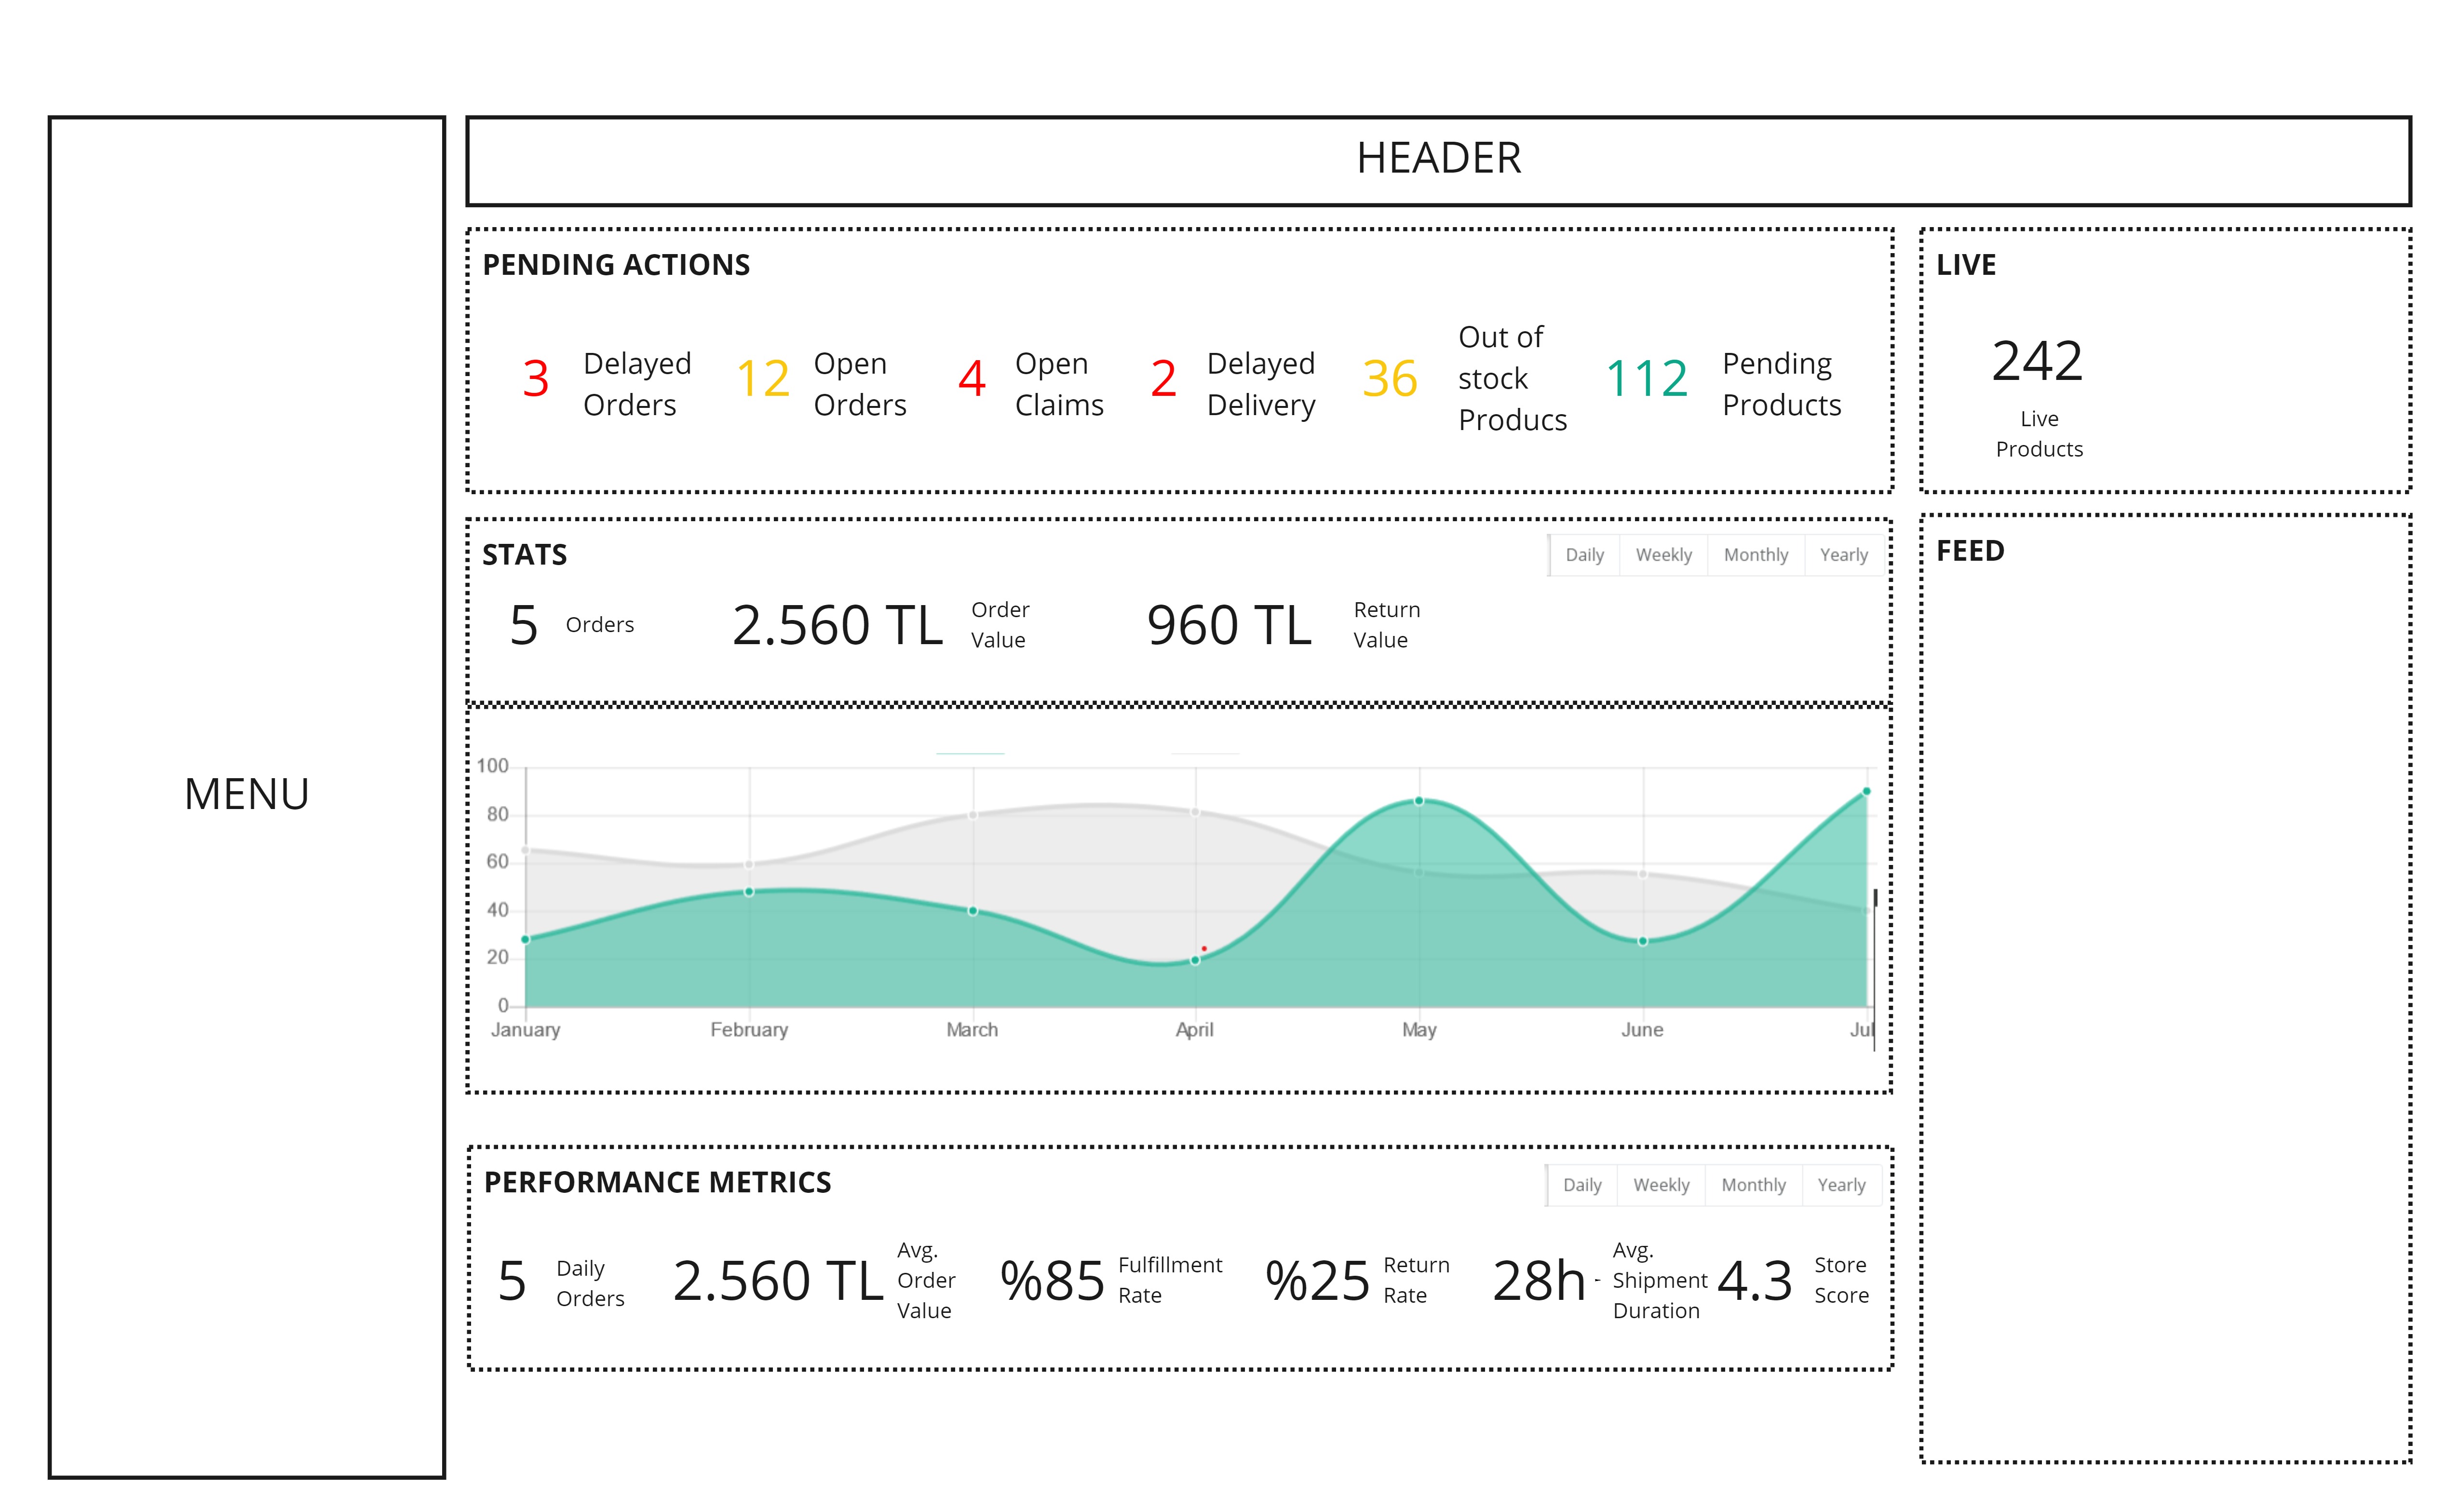 HEADER
MENU
PENDING ACTIONS
3
Delayed
Orders
12
Open
Orders
4
Open
Claims
2
Delayed
Delivery
36
Out of
stock
Producs
112
Pending
Products
LIVE
242
Live
Products
STATS
Daily
Weekly
Monthly
Yearly
5
Orders
2.560 TL
Order
Value
960 TL
Return
Value
FEED
100
80
60
40
20
0
January
February
March
April
May
June
Jul
PERFORMANCE METRICS
Daily
Weekly
Monthly
Yearly
5
Daily
Orders
2.560 TL
Avg.
Order
Value
%85
Fulfillment
Rate
%25
Return
Rate
28h -
Avg.
Shipment
Duration
4.3
Store
Score